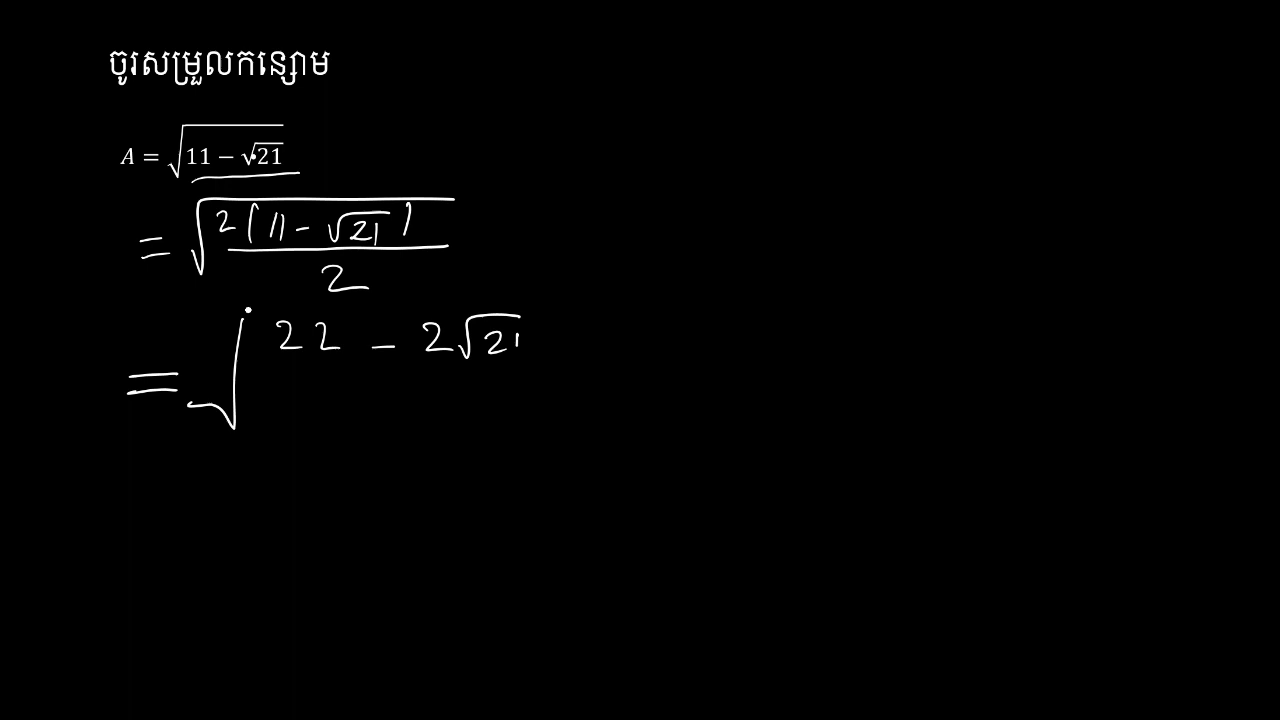 ចូរសម្រួលកន្សោម
A = √(11 − √21)
= √(2(11 − √21)/2)
= √ 22 − 2√21